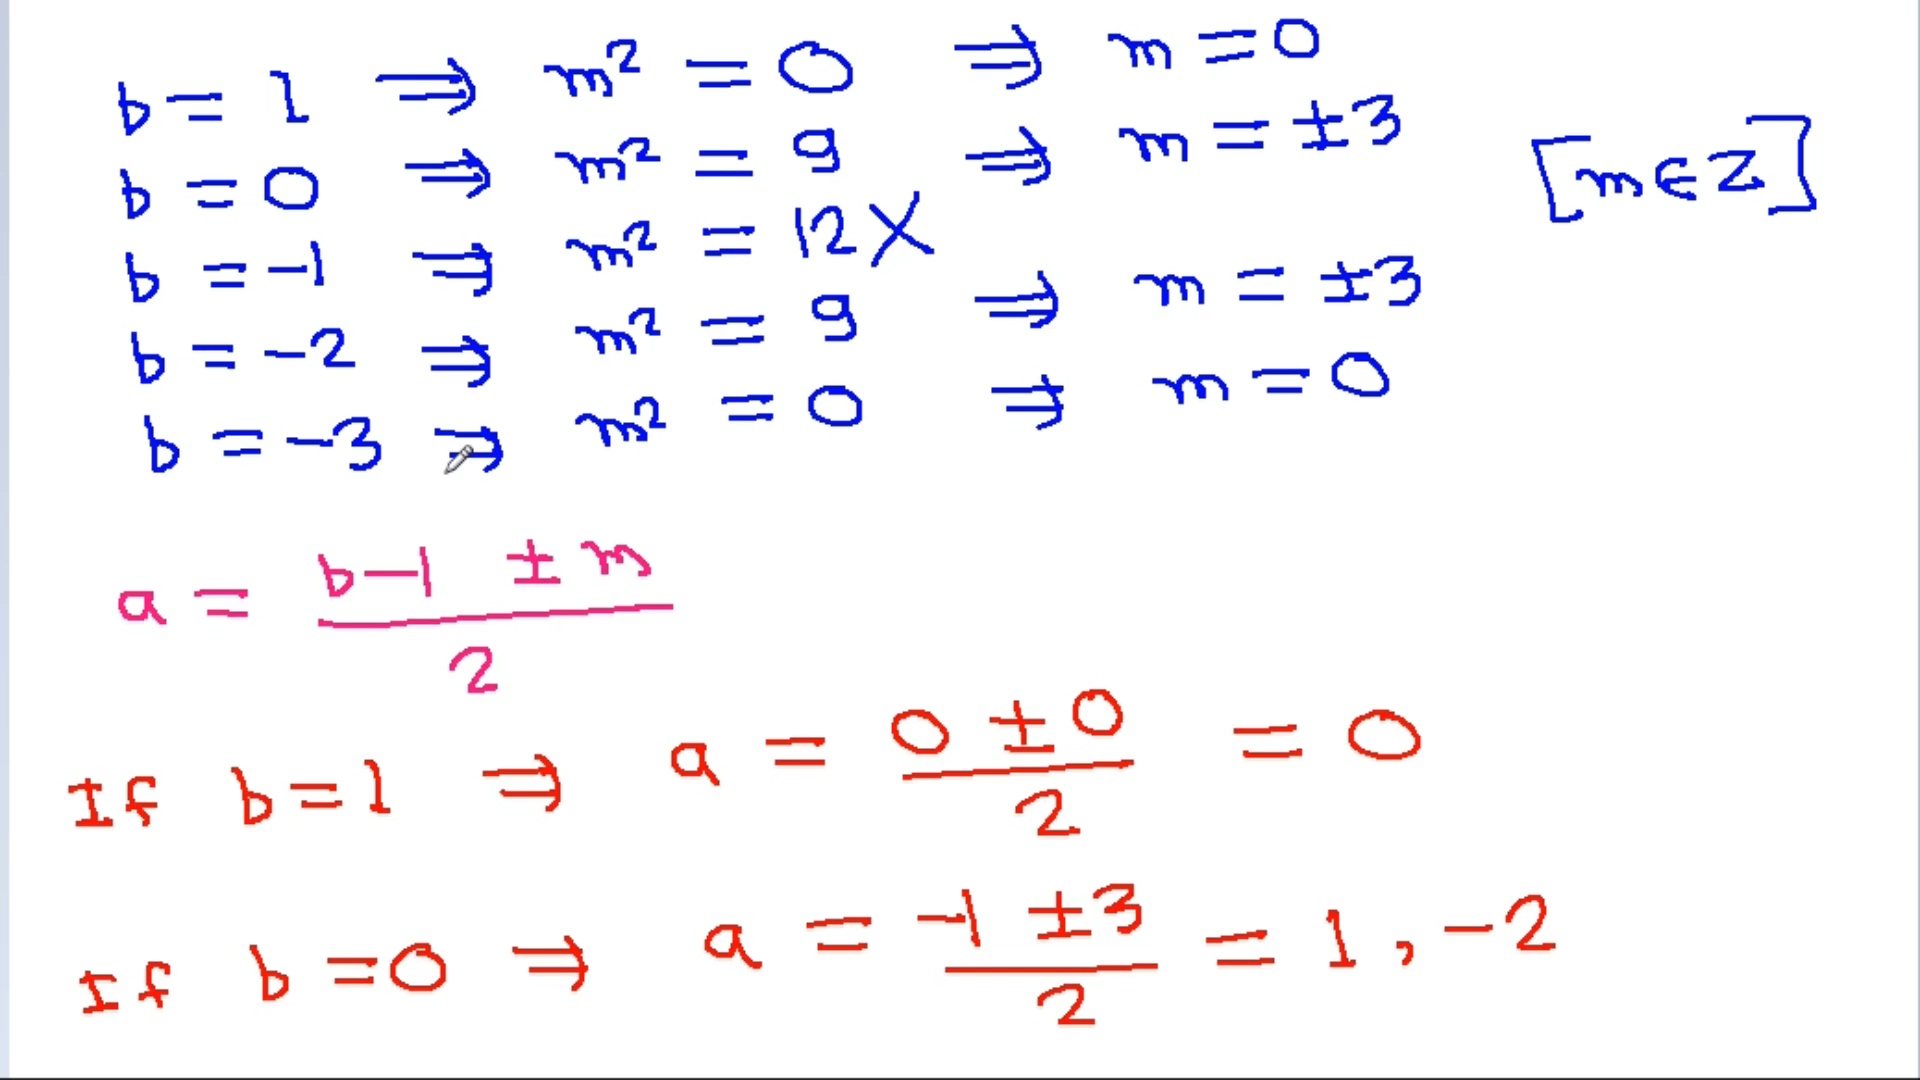 b = 1 ⇒ m² = 0 ⇒ m = 0
b = 0 ⇒ m² = 9 ⇒ m = ±3 [m ∈ Z]
b = -1 ⇒ m² = 12 X
b = -2 ⇒ m² = 9 ⇒ m = ±3
b = -3 ⇒ m² = 0 ⇒ m = 0
a = (b-1 ± m)/2
If b = 1 ⇒ a = (0 ± 0)/2 = 0
If b = 0 ⇒ a = (-1 ± 3)/2 = 1, -2